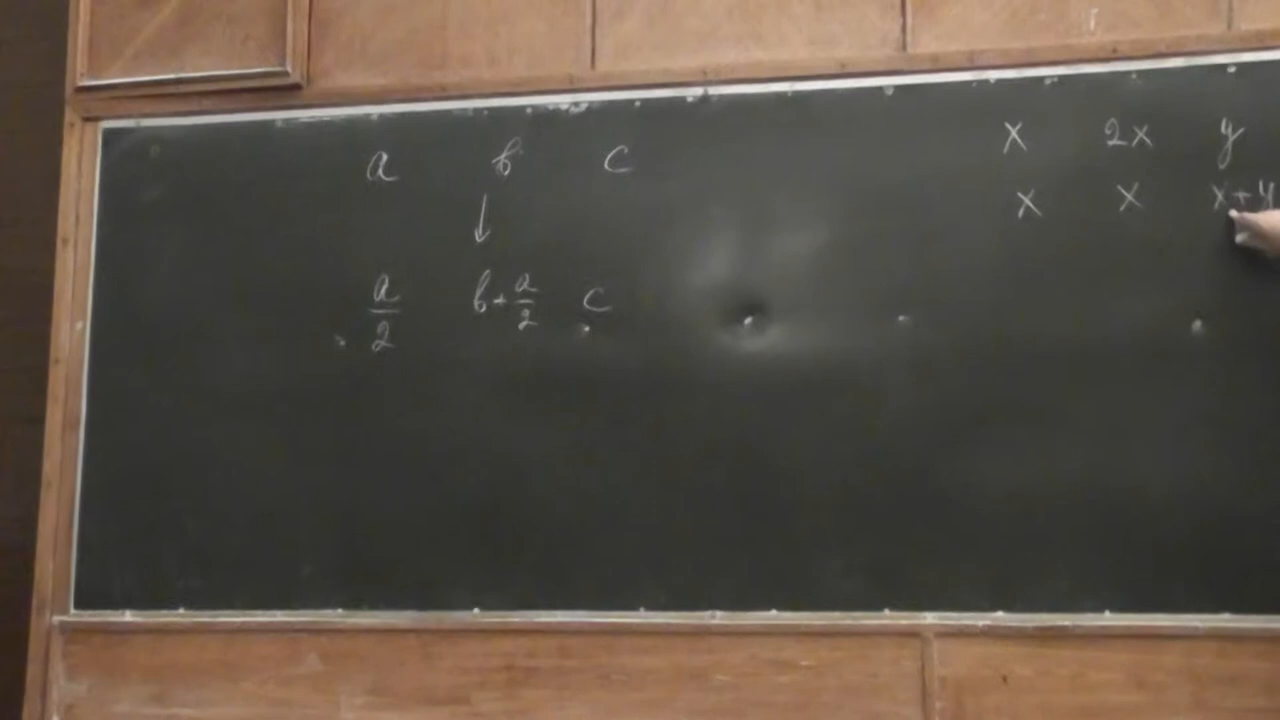 a b c
↓
a/2 b+a/2 c
x 2x y
x x x+y